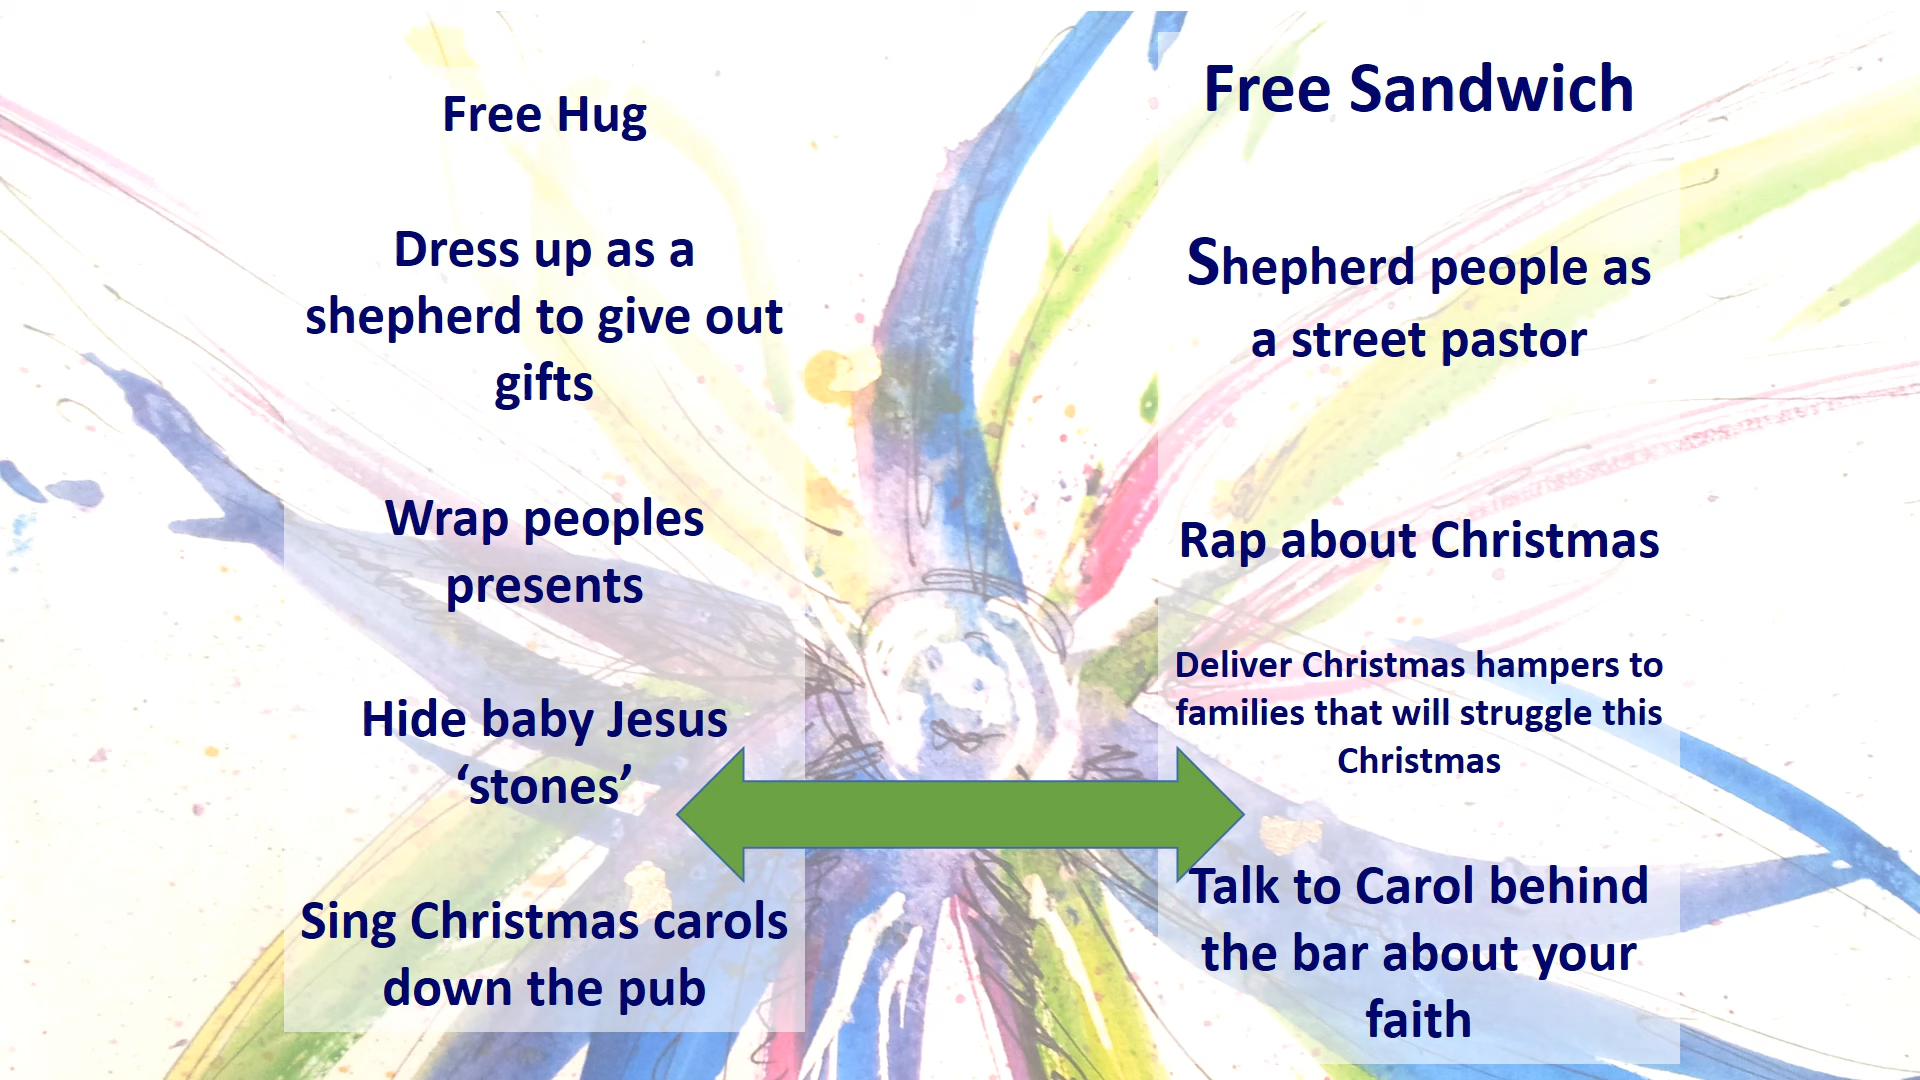 Free Hug
Dress up as a
shepherd to give out
gifts
Wrap peoples
presents
Hide baby Jesus
‘stones’
Sing Christmas carols
down the pub
Free Sandwich
Shepherd people as
a street pastor
Rap about Christmas
Deliver Christmas hampers to
families that will struggle this
Christmas
Talk to Carol behind
the bar about your
faith